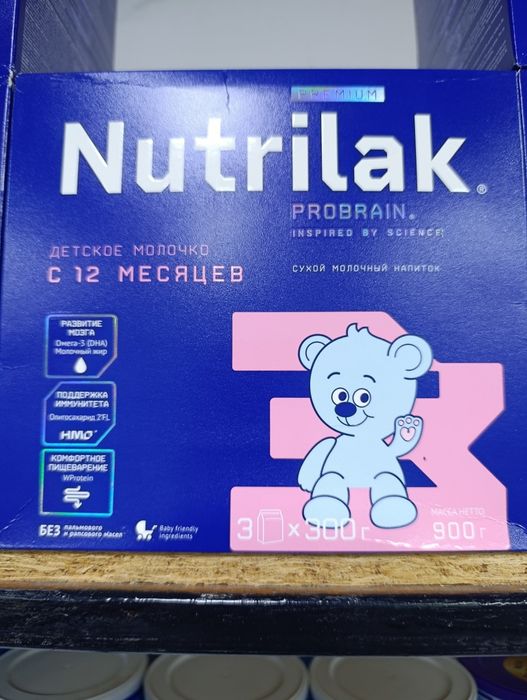 PREMIUM
Nutrilak®
PROBRAIN®
INSPIRED BY SCIENCE
ДЕТСКОЕ МОЛОЧКО
С 12 МЕСЯЦЕВ
СУХОЙ МОЛОЧНЫЙ НАПИТОК
РАЗВИТИЕ
МОЗГА
Омега-3 (DHA)
Молочный жир
ПОДДЕРЖКА
ИММУНИТЕТА
Олигосахарид 2'FL
HMO
КОМФОРТНОЕ
ПИЩЕВАРЕНИЕ
WProtein
БЕЗ пальмового
и рапсового масел
Baby friendly
ingredients
3
3 х 300 г
МАССА НЕТТО
900 г